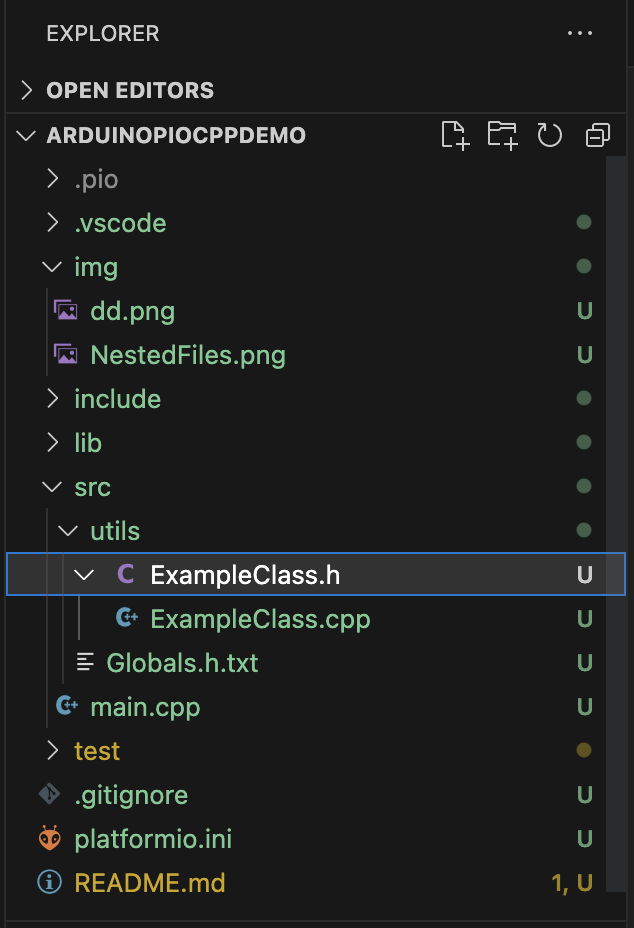 EXPLORER
OPEN EDITORS
ARDUINOPIOCPPDEMO
.pio
.vscode
img
dd.png U
NestedFiles.png U
include
lib
src
utils
C ExampleClass.h U
C++ ExampleClass.cpp U
Globals.h.txt U
C++ main.cpp U
test
.gitignore U
platformio.ini U
README.md 1, U